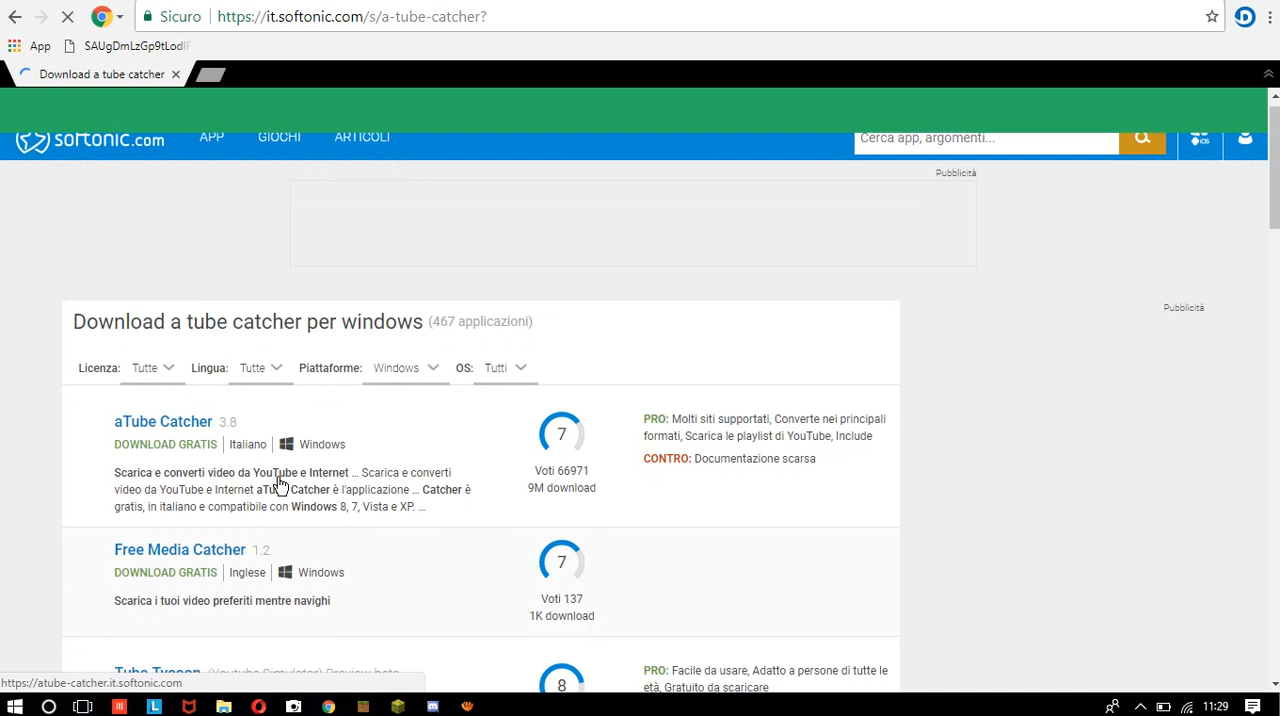 Sicuro https://it.softonic.com/s/a-tube-catcher?
App SAUgDmLzGp9tLodIF
Download a tube catcher
softonic.com APP GIOCHI ARTICOLI Cerca app, argomenti... iOS
Pubblicità
Pubblicità
Download a tube catcher per windows (467 applicazioni)
Licenza: Tutte Lingua: Tutte Piattaforme: Windows OS: Tutti
aTube Catcher 3.8
DOWNLOAD GRATIS Italiano Windows
Scarica e converti video da YouTube e Internet ... Scarica e converti
video da YouTube e Internet aTube Catcher è l'applicazione ... Catcher è
gratis, in italiano e compatibile con Windows 8, 7, Vista e XP. ...
7
Voti 66971
9M download
PRO: Molti siti supportati, Converte nei principali
formati, Scarica le playlist di YouTube, Include
CONTRO: Documentazione scarsa
Free Media Catcher 1.2
DOWNLOAD GRATIS Inglese Windows
Scarica i tuoi video preferiti mentre navighi
7
Voti 137
1K download
Tube Tycoon (Youtube Simulator) Preview beta
8
PRO: Facile da usare, Adatto a persone di tutte le
età, Gratuito da scaricare
https://atube-catcher.it.softonic.com
11:29